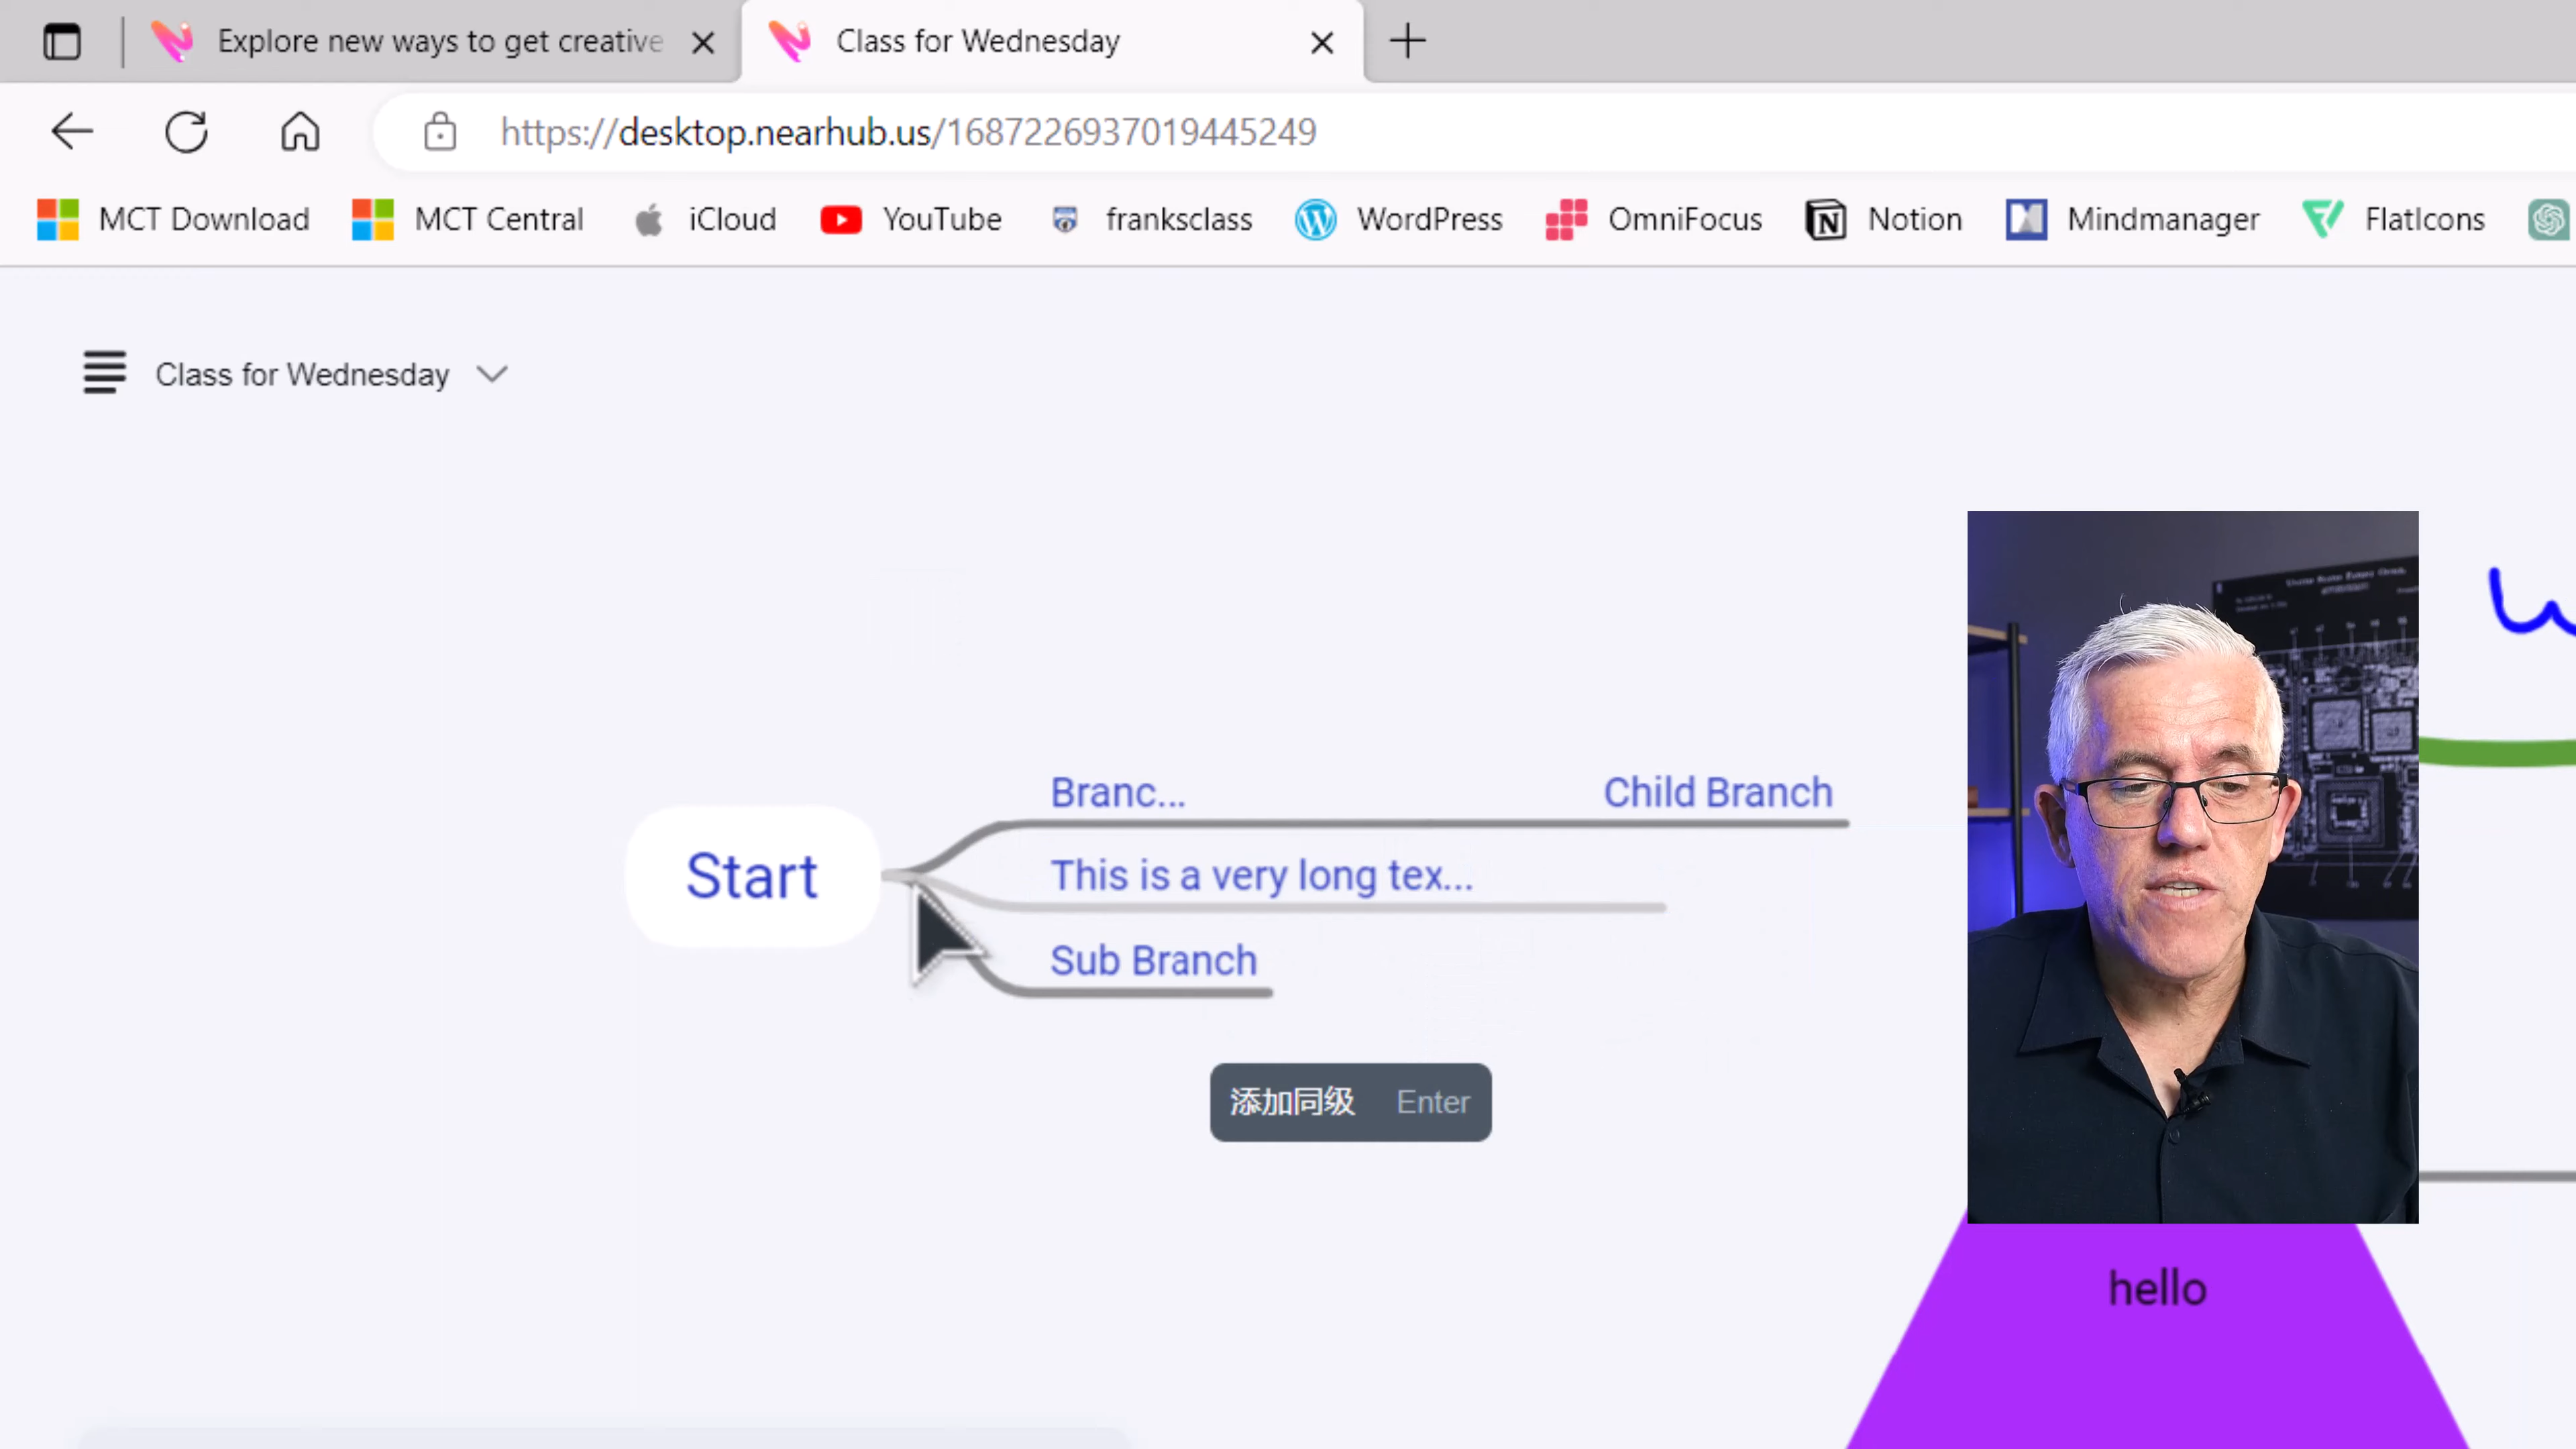 Explore new ways to get creative
Class for Wednesday
https://desktop.nearhub.us/1687226937019445249
MCT Download
MCT Central
iCloud
YouTube
franksclass
WordPress
OmniFocus
Notion
Mindmanager
FlatIcons
Class for Wednesday
Branc...
Child Branch
Start
This is a very long tex...
Sub Branch
添加同级 Enter
hello